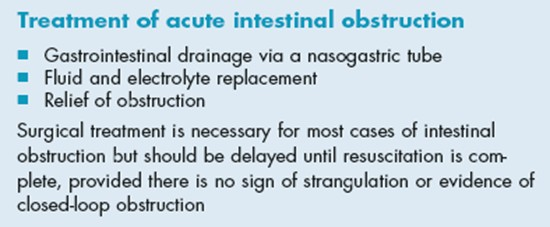 Treatment of acute intestinal obstruction
■ Gastrointestinal drainage via a nasogastric tube
■ Fluid and electrolyte replacement
■ Relief of obstruction
Surgical treatment is necessary for most cases of intestinal
obstruction but should be delayed until resuscitation is com-
plete, provided there is no sign of strangulation or evidence of
closed-loop obstruction